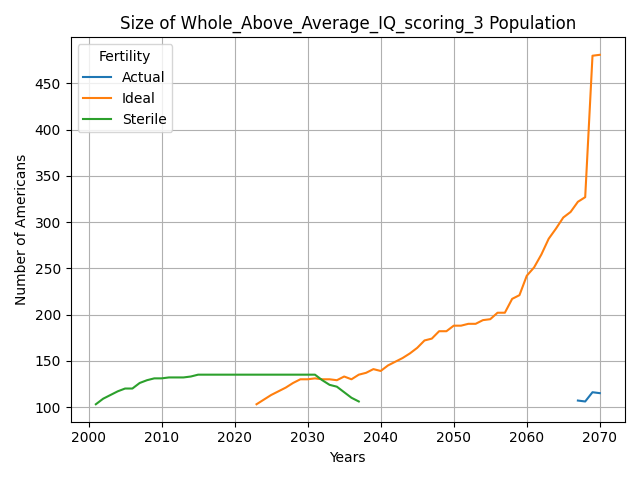 Size of Whole_Above_Average_IQ_scoring_3 Population
Fertility
Actual
Ideal
Sterile
Number of Americans
450
400
350
300
250
200
150
100
2000 2010 2020 2030 2040 2050 2060 2070
Years